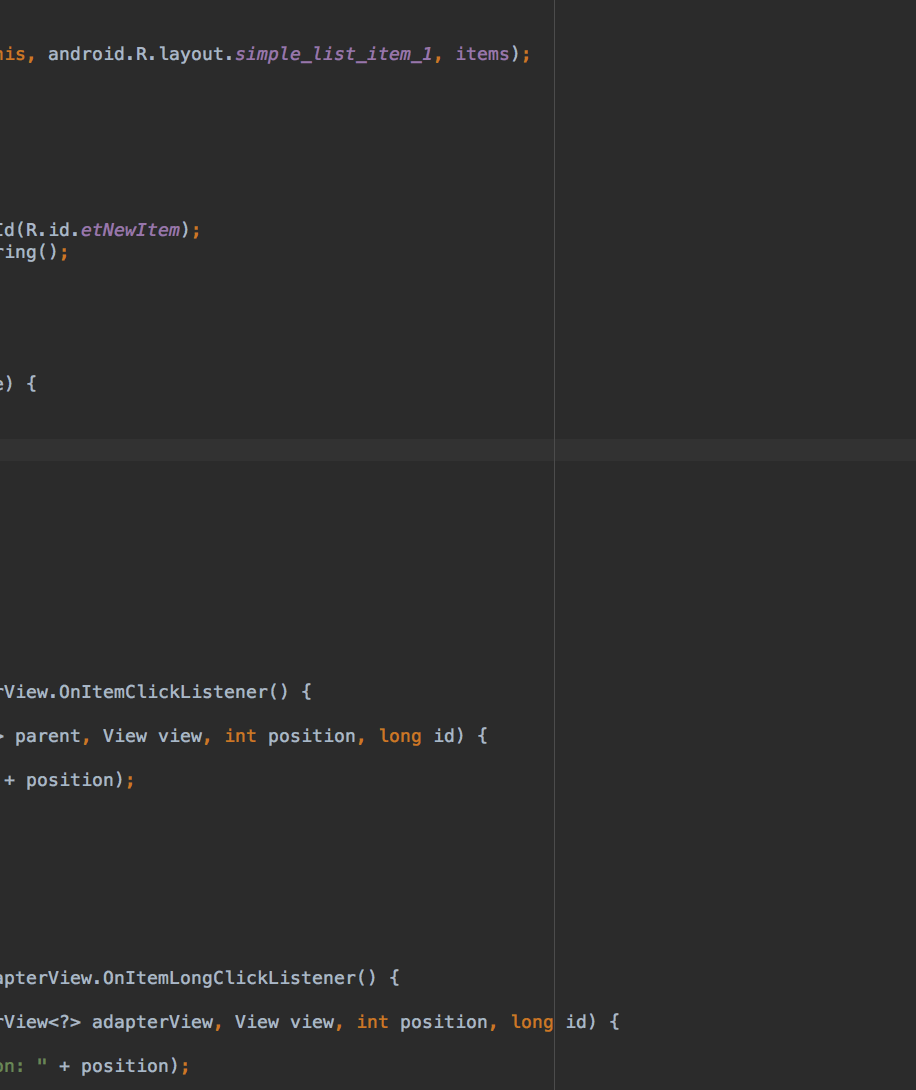 his, android.R.layout.simple_list_item_1, items);
Id(R.id.etNewItem);
ring();
e) {
rView.OnItemClickListener() {
> parent, View view, int position, long id) {
+ position);
apterView.OnItemLongClickListener() {
rView<?> adapterView, View view, int position, long id) {
on: " + position);